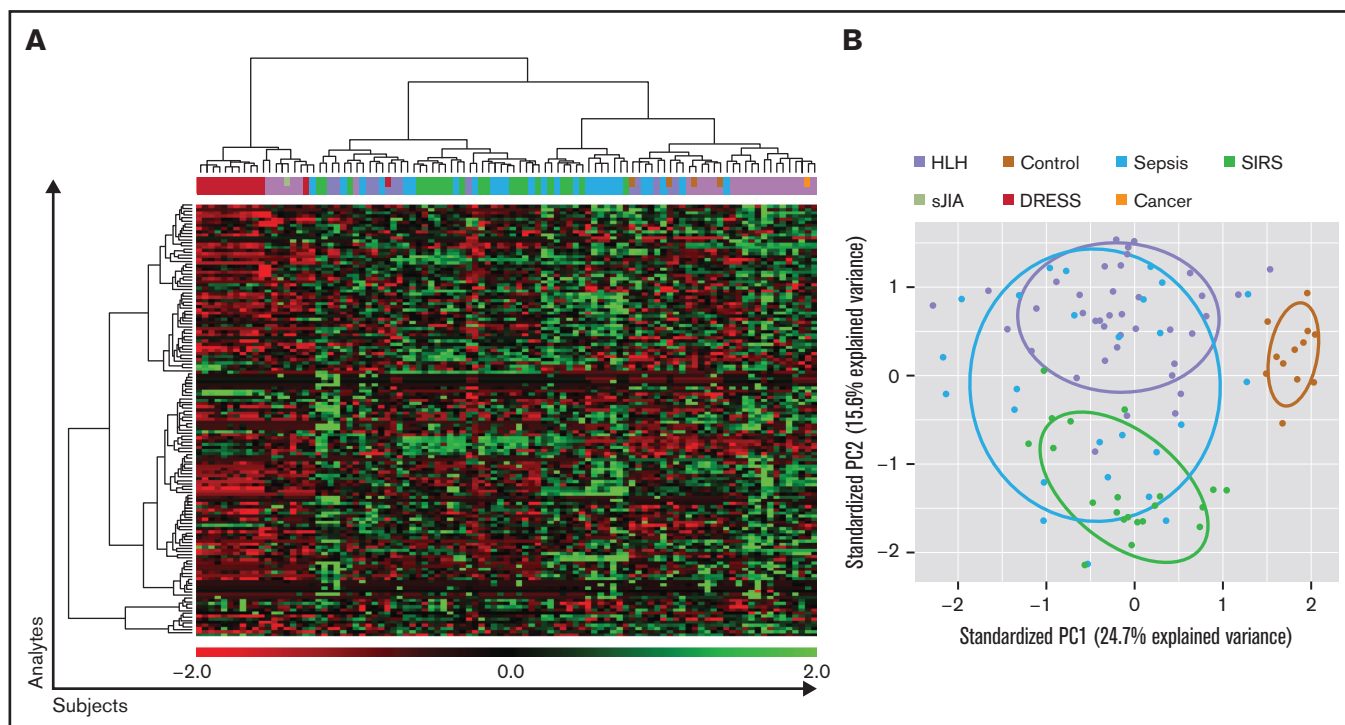 A
Analytes
−2.0 0.0 2.0
Subjects
B
HLH Control Sepsis SIRS
sJIA DRESS Cancer
Standardized PC2 (15.6% explained variance)
1
0
−1
−2
−2 −1 0 1 2
Standardized PC1 (24.7% explained variance)